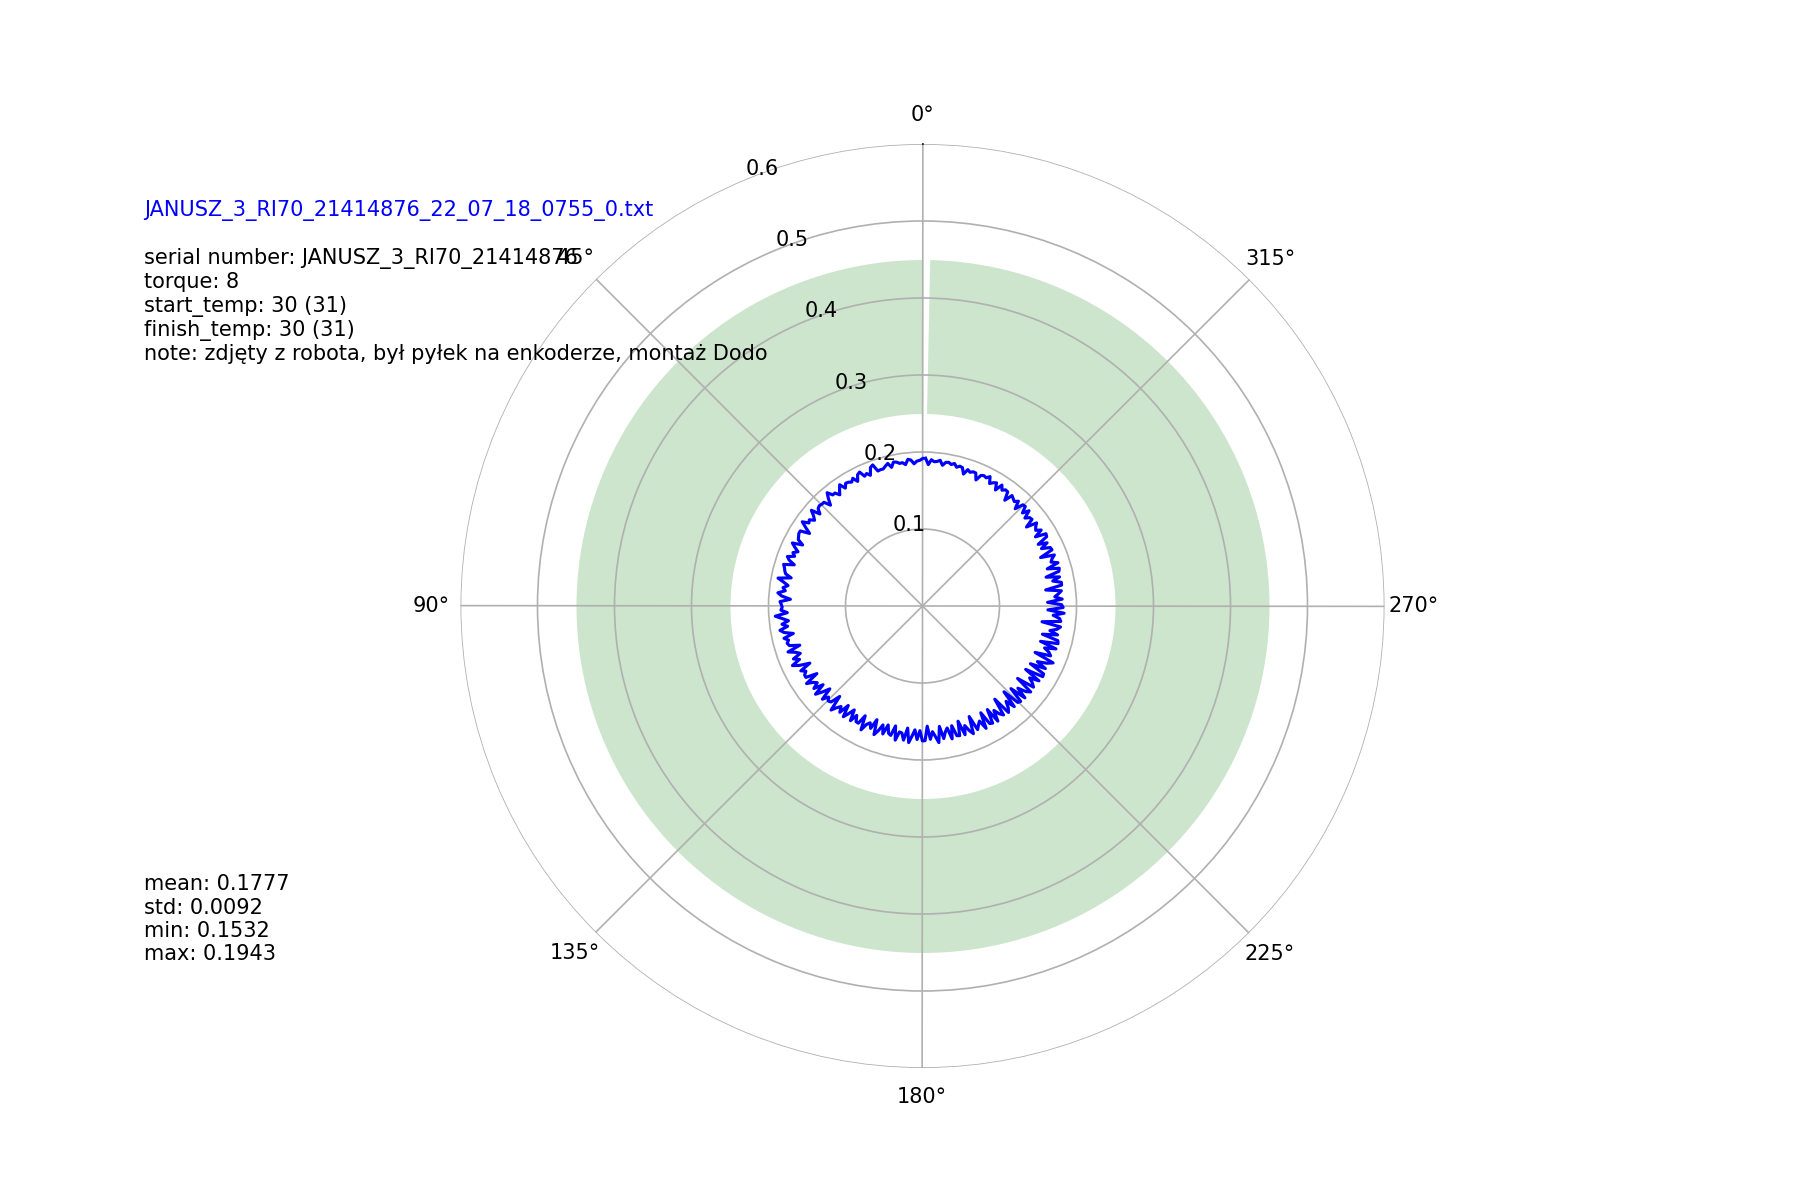 0°
0.6
JANUSZ_3_RI70_21414876_22_07_18_0755_0.txt
0.5
serial number: JANUSZ_3_RI70_21414876
45°
315°
torque: 8
start_temp: 30 (31)
0.4
finish_temp: 30 (31)
note: zdjęty z robota, był pyłek na enkoderze, montaż Dodo
0.3
0.2
0.1
90°
270°
mean: 0.1777
std: 0.0092
min: 0.1532
max: 0.1943
135°
225°
180°